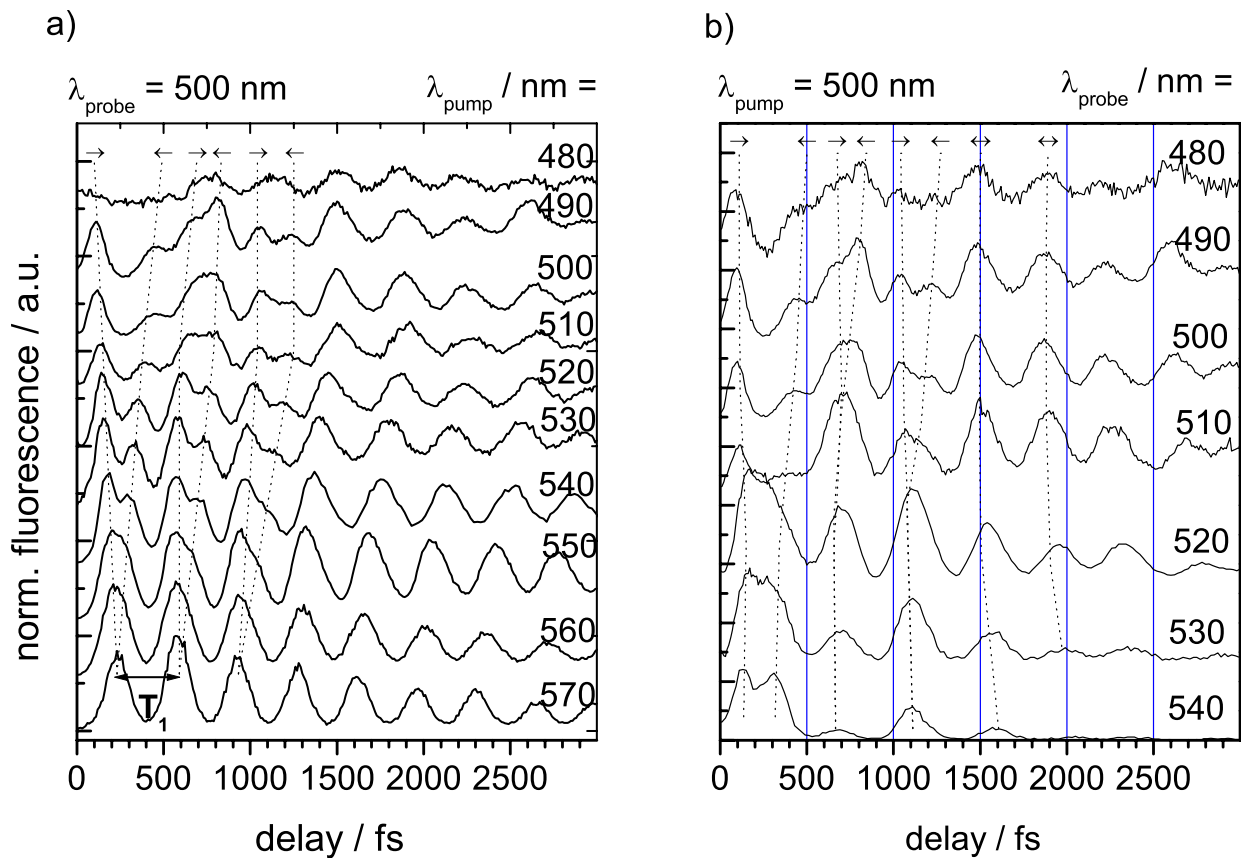 a)
λprobe = 500 nm λpump / nm =
→ ← → ← → ←
480
490
500
510
520
530
540
550
560
570
T1
norm. fluorescence / a.u.
0 500 1000 1500 2000 2500
delay / fs
b)
λpump = 500 nm λprobe / nm =
→ ← → ← → ← ↔ ↔
480
490
500
510
520
530
540
0 500 1000 1500 2000 2500
delay / fs